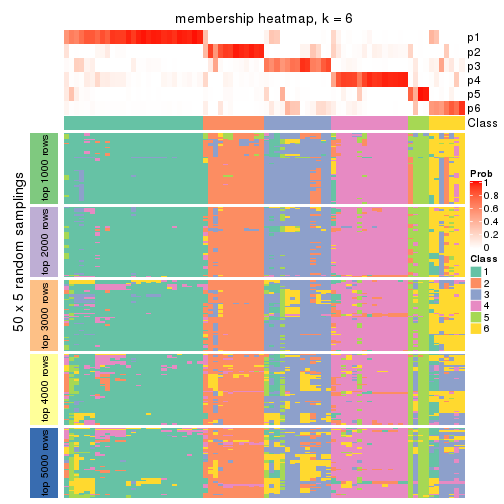 membership heatmap, k = 6
p1
p2
p3
p4
p5
p6
Class
50 x 5 random samplings
top 1000 rows
top 2000 rows
top 3000 rows
top 4000 rows
top 5000 rows
Prob
1
0.8
0.6
0.4
0.2
0
Class
1
2
3
4
5
6